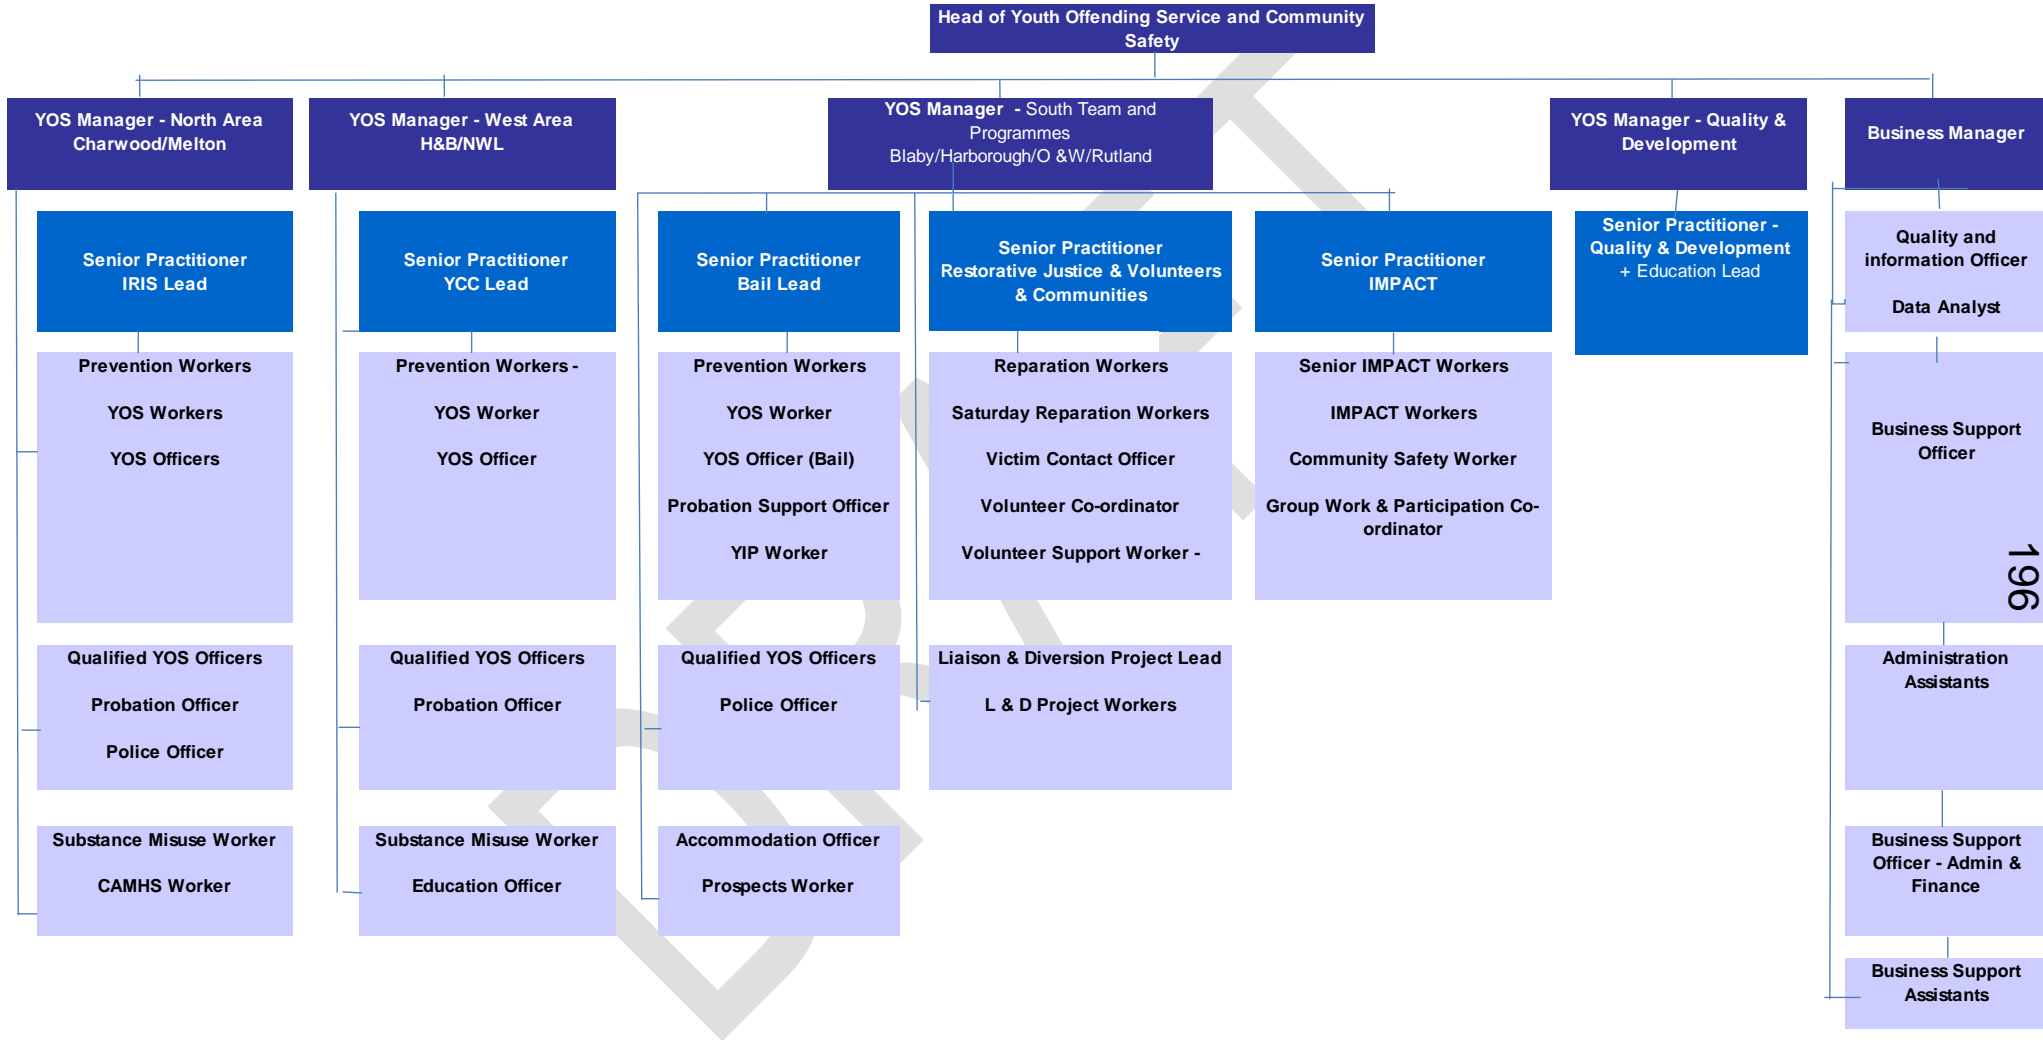 Head of Youth Offending Service and Community
Safety
YOS Manager - North Area
Charwood/Melton
YOS Manager - West Area
H&B/NWL
YOS Manager - South Team and
Programmes
Blaby/Harborough/O &W/Rutland
YOS Manager - Quality &
Development
Business Manager
Senior Practitioner
IRIS Lead
Senior Practitioner
YCC Lead
Senior Practitioner
Bail Lead
Senior Practitioner
Restorative Justice & Volunteers
& Communities
Senior Practitioner
IMPACT
Senior Practitioner -
Quality & Development
+ Education Lead
Quality and
information Officer
Data Analyst
Prevention Workers
YOS Workers
YOS Officers
Prevention Workers -
YOS Worker
YOS Officer
Prevention Workers
YOS Worker
YOS Officer (Bail)
Probation Support Officer
YIP Worker
Reparation Workers
Saturday Reparation Workers
Victim Contact Officer
Volunteer Co-ordinator
Volunteer Support Worker -
Senior IMPACT Workers
IMPACT Workers
Community Safety Worker
Group Work & Participation Co-
ordinator
Business Support
Officer
196
Qualified YOS Officers
Probation Officer
Police Officer
Qualified YOS Officers
Probation Officer
Qualified YOS Officers
Police Officer
Liaison & Diversion Project Lead
L & D Project Workers
Administration
Assistants
Substance Misuse Worker
CAMHS Worker
Substance Misuse Worker
Education Officer
Accommodation Officer
Prospects Worker
Business Support
Officer - Admin &
Finance
Business Support
Assistants
DRAFT